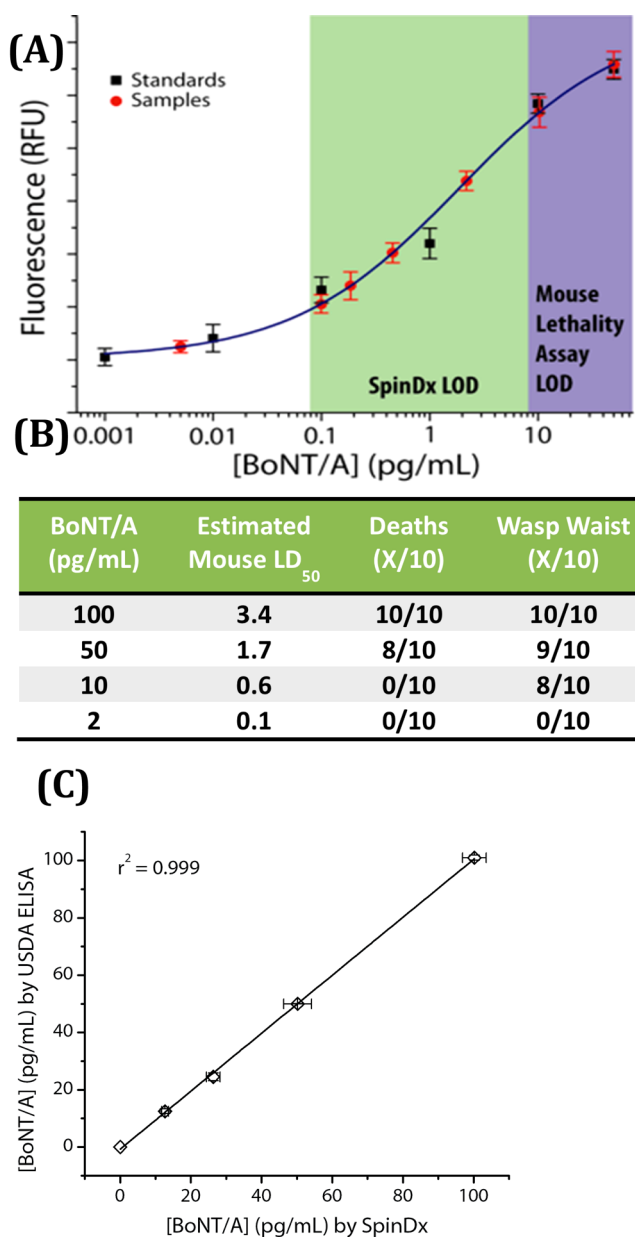 (A)
Standards
Samples
Fluorescence (RFU)
Mouse
Lethality
Assay
LOD
SpinDx LOD
0.001 0.01 0.1 1 10
[BoNT/A] (pg/mL)
(B)
BoNT/A Estimated Deaths Wasp Waist
(pg/mL) Mouse LD50 (X/10) (X/10)
100 3.4 10/10 10/10
50 1.7 8/10 9/10
10 0.6 0/10 8/10
2 0.1 0/10 0/10
(C)
r² = 0.999
[BoNT/A] (pg/mL) by USDA ELISA
100
80
60
40
20
0
0 20 40 60 80 100
[BoNT/A] (pg/mL) by SpinDx